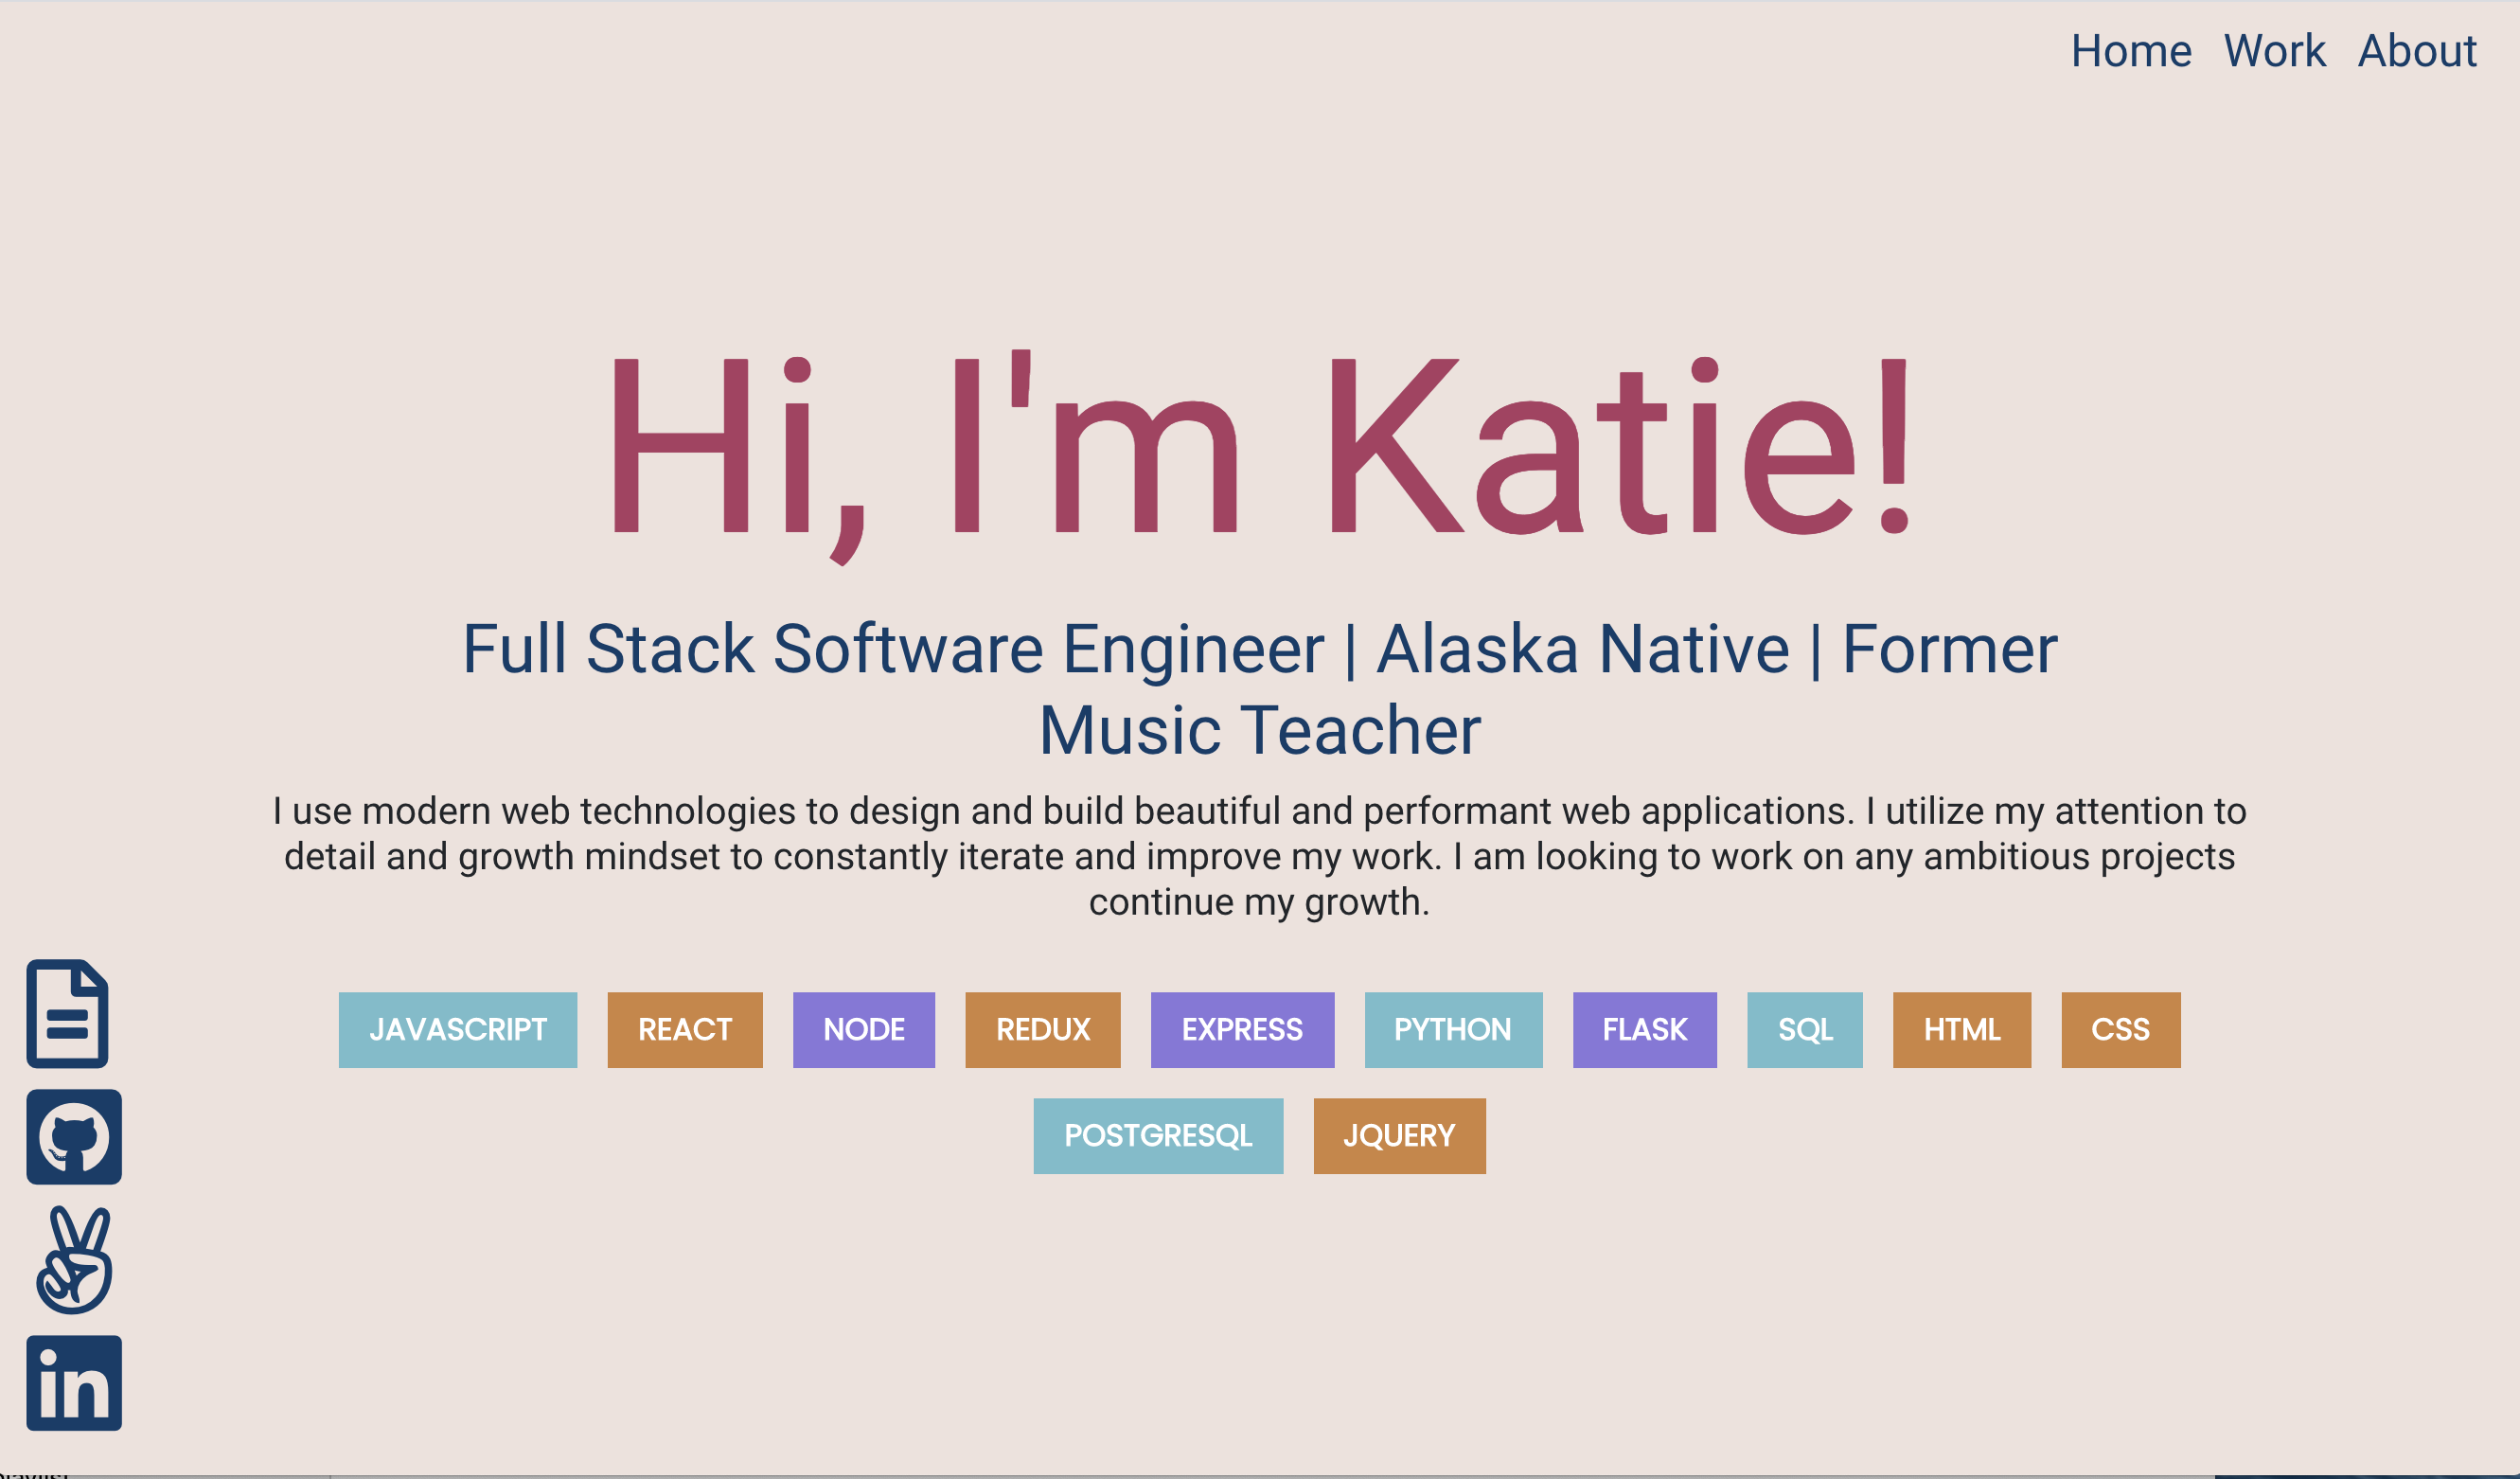 Home Work About
Hi, I'm Katie!
Full Stack Software Engineer | Alaska Native | Former
Music Teacher
I use modern web technologies to design and build beautiful and performant web applications. I utilize my attention to
detail and growth mindset to constantly iterate and improve my work. I am looking to work on any ambitious projects
continue my growth.
JAVASCRIPT REACT NODE REDUX EXPRESS PYTHON FLASK SQL HTML CSS
POSTGRESQL JQUERY
in